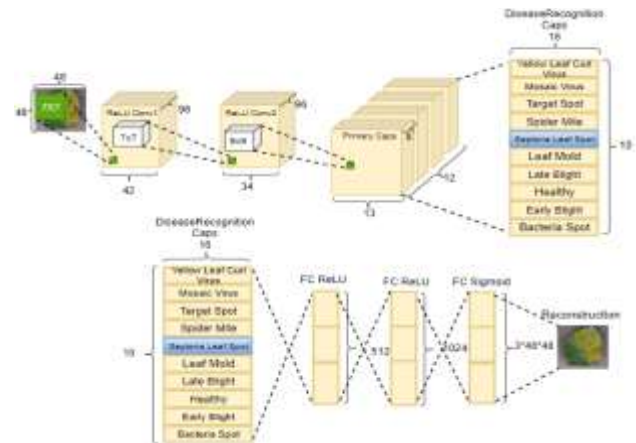 DiseaseRecognition
Caps
16
48
48
7X7
ReLU Conv1
96
7x7
42
ReLU Conv2
96
9x9
34
Primary Caps
8
12
13
Yellow Leaf Curl
Virus
Mosaic Virus
Target Spot
Spider Mite
Septoria Leaf Spot
Leaf Mold
Late Blight
Healthy
Early Blight
Bacteria Spot
10
DiseaseRecognition
Caps
16
Yellow Leaf Curl
Virus
Mosaic Virus
Target Spot
Spider Mite
Septoria Leaf Spot
Leaf Mold
Late Blight
Healthy
Early Blight
Bacteria Spot
10
FC ReLU
512
FC ReLU
1024
FC Sigmoid
3*48*48
Reconstruction